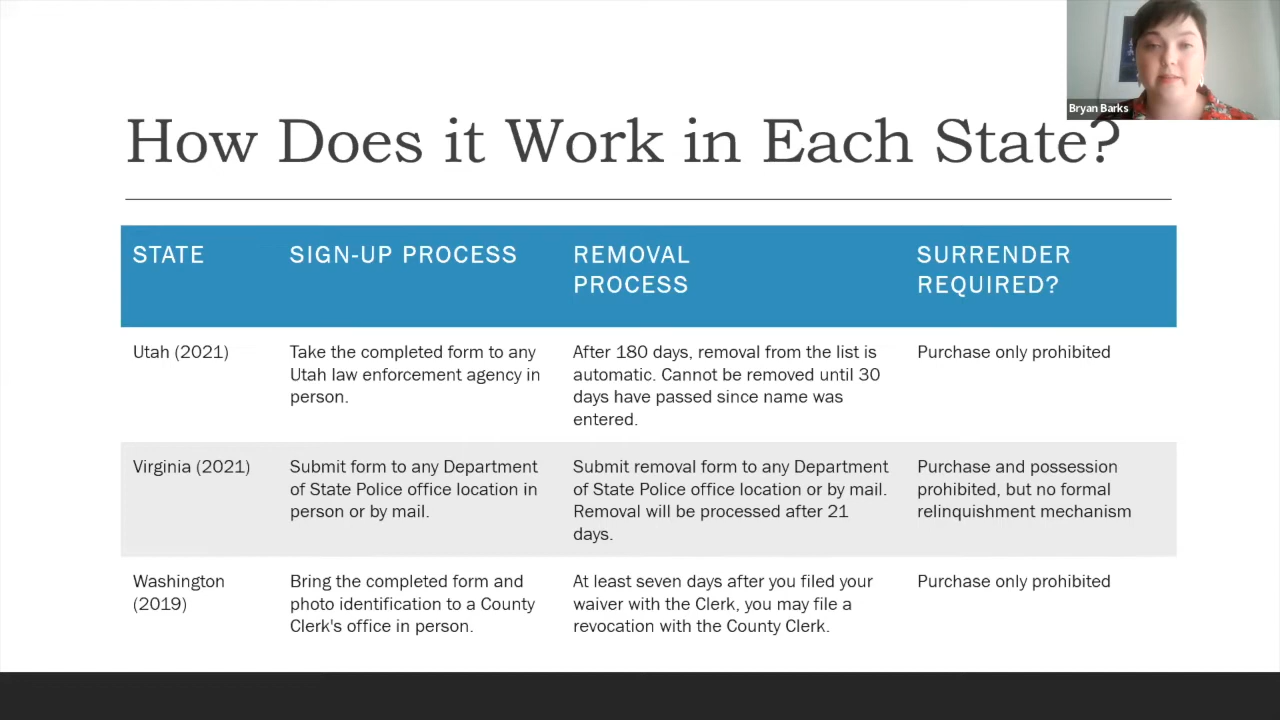 Bryan Barks
How Does it Work in Each State?
STATE
SIGN-UP PROCESS
REMOVAL
PROCESS
SURRENDER
REQUIRED?
Utah (2021)
Take the completed form to any
Utah law enforcement agency in
person.
After 180 days, removal from the list is
automatic. Cannot be removed until 30
days have passed since name was
entered.
Purchase only prohibited
Virginia (2021)
Submit form to any Department
of State Police office location in
person or by mail.
Submit removal form to any Department
of State Police office location or by mail.
Removal will be processed after 21
days.
Purchase and possession
prohibited, but no formal
relinquishment mechanism
Washington
(2019)
Bring the completed form and
photo identification to a County
Clerk's office in person.
At least seven days after you filed your
waiver with the Clerk, you may file a
revocation with the County Clerk.
Purchase only prohibited